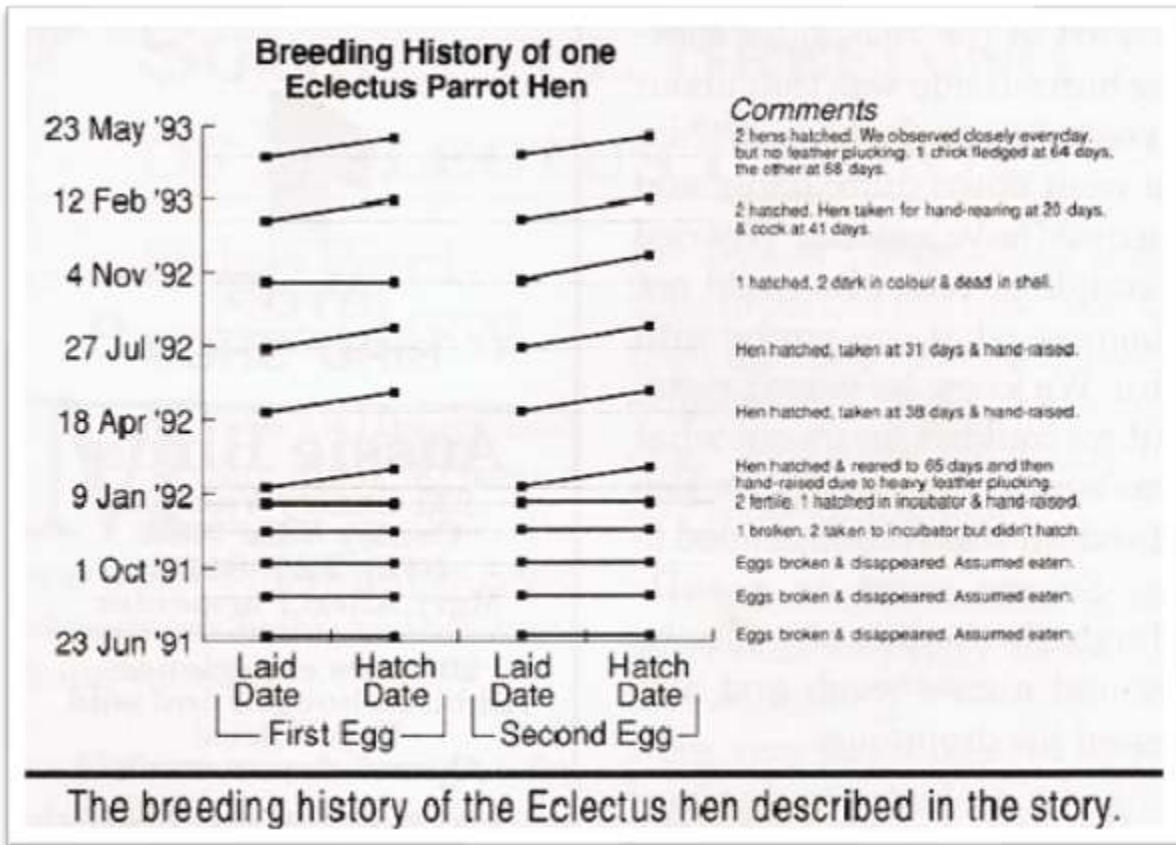 Breeding History of one
Eclectus Parrot Hen
Comments
23 May '93
2 hens hatched. We observed closely everyday,
but no feather plucking. 1 chick fledged at 64 days,
the other at 68 days.
12 Feb '93
2 hatched. Hen taken for hand-rearing at 20 days,
& cock at 41 days.
4 Nov '92
1 hatched, 2 dark in colour & dead in shell.
27 Jul '92
Hen hatched, taken at 31 days & hand-raised.
18 Apr '92
Hen hatched, taken at 38 days & hand-raised.
Hen hatched & reared to 65 days and then
hand-raised due to heavy feather plucking.
9 Jan '92
2 fertile. 1 hatched in incubator & hand-raised.
1 broken, 2 taken to incubator but didn't hatch.
1 Oct '91
Eggs broken & disappeared. Assumed eaten.
Eggs broken & disappeared. Assumed eaten.
23 Jun '91
Eggs broken & disappeared. Assumed eaten.
Laid Date
Hatch Date
Laid Date
Hatch Date
First Egg
Second Egg
The breeding history of the Eclectus hen described in the story.